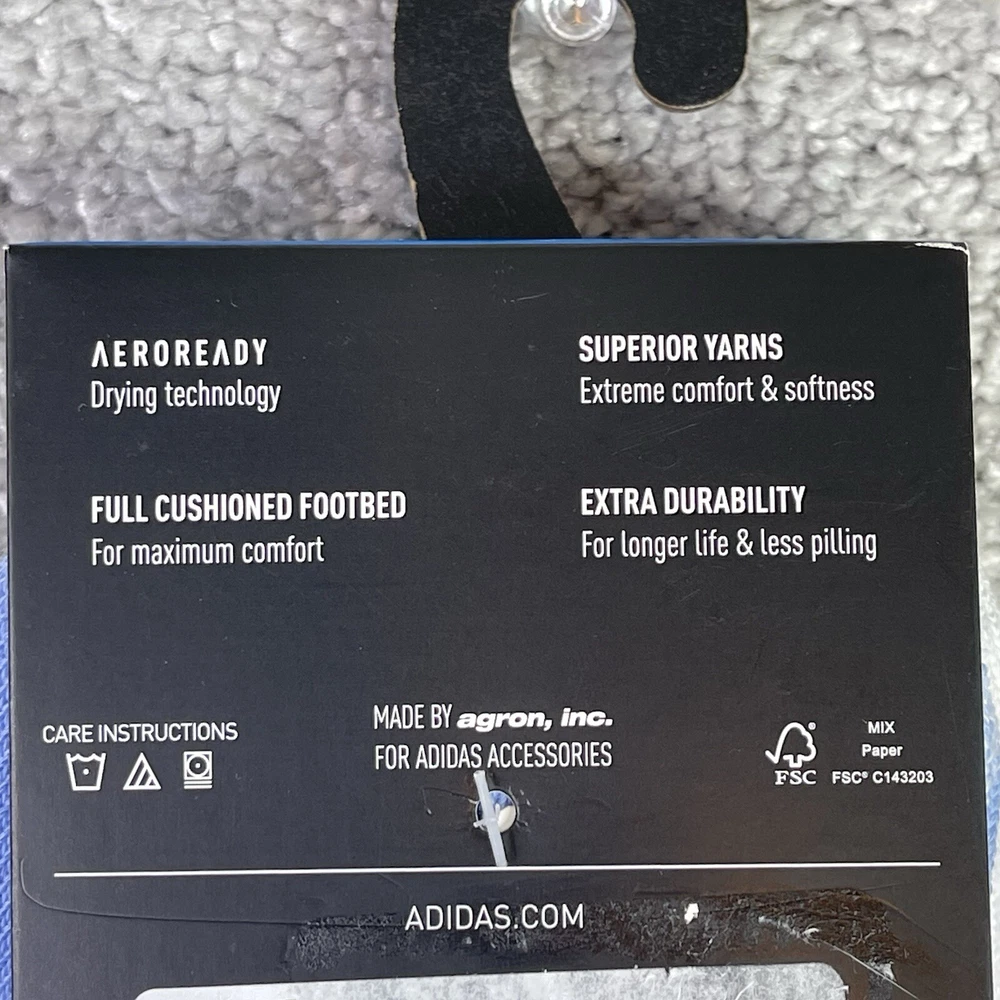 AEROREADY
Drying technology
SUPERIOR YARNS
Extreme comfort & softness
FULL CUSHIONED FOOTBED
For maximum comfort
EXTRA DURABILITY
For longer life & less pilling
CARE INSTRUCTIONS
MADE BY agron, inc.
FOR ADIDAS ACCESSORIES
FSC®
MIX
Paper
FSC® C143203
ADIDAS.COM